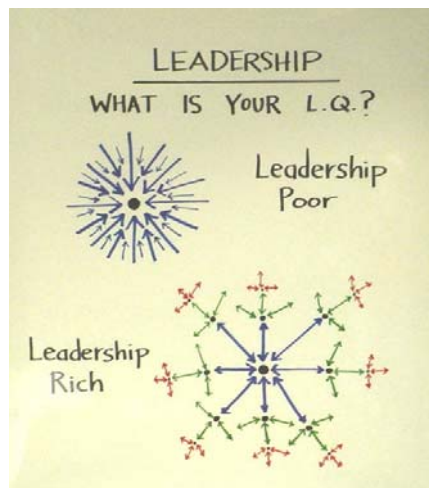 LEADERSHIP
WHAT IS YOUR L.Q.?
Leadership
Poor
Leadership
Rich